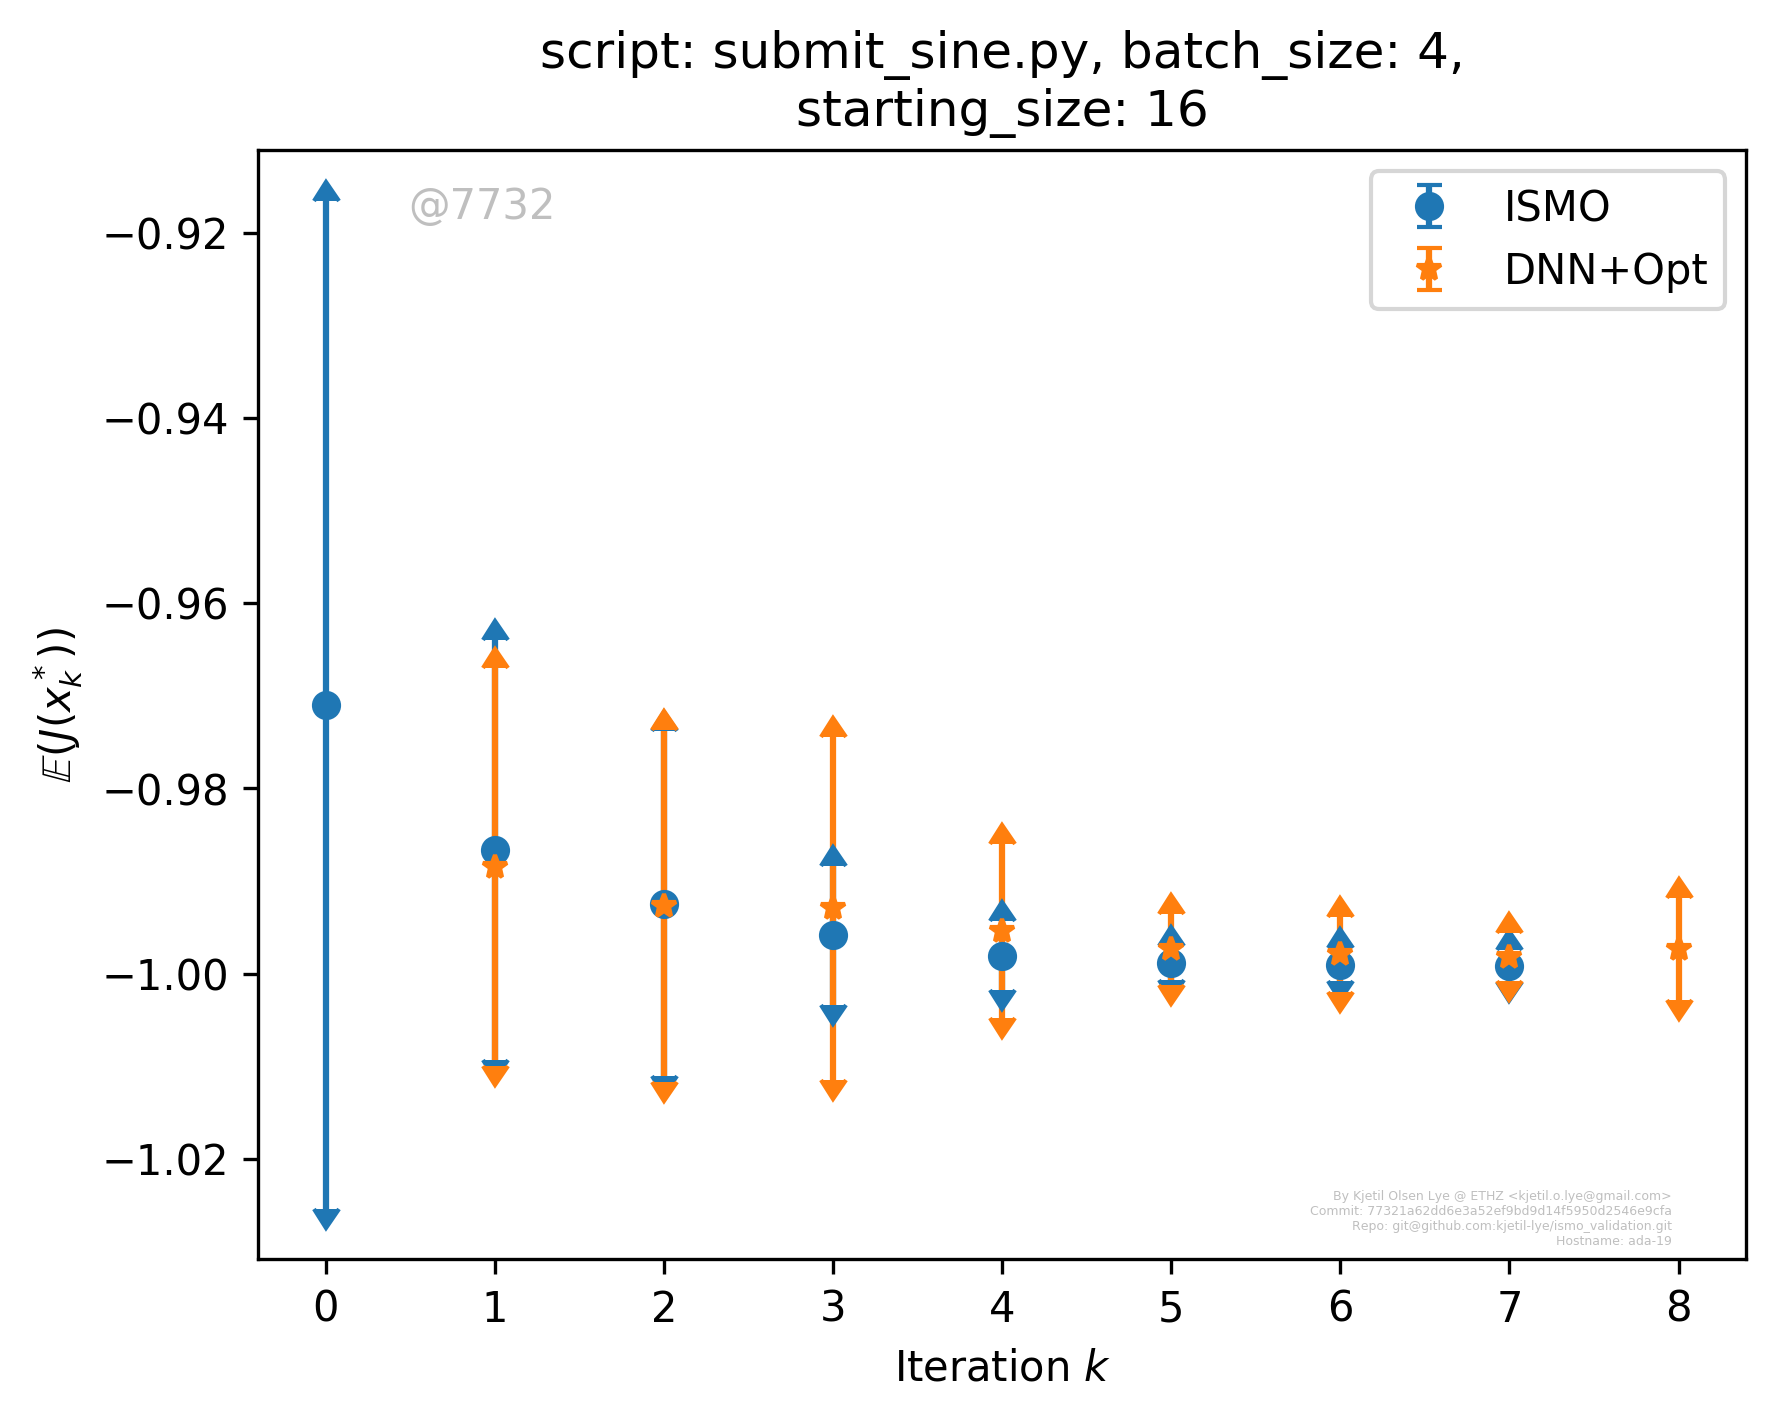 script: submit_sine.py, batch_size: 4,
starting_size: 16
@7732
ISMO
DNN+Opt
−0.92
−0.94
−0.96
−0.98
−1.00
−1.02
𝔼(J(x*k))
By Kjetil Olsen Lye @ ETHZ <kjetil.o.lye@gmail.com>
Commit: 77321a62dd6e3a52ef9bd9d14f5950d2546e9cfa
Repo: git@github.com:kjetil-lye/ismo_validation.git
Hostname: ada-19
0 1 2 3 4 5 6 7 8
Iteration k